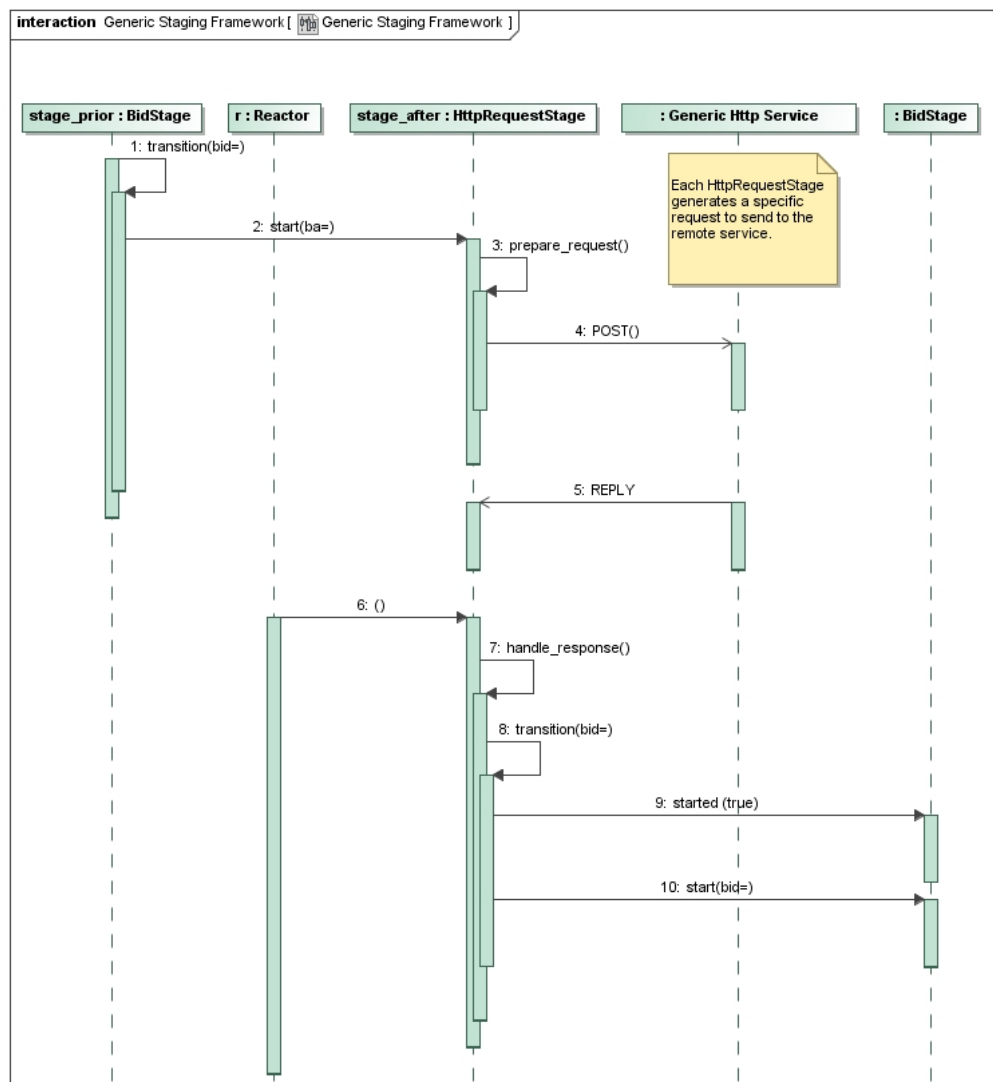 interaction Generic Staging Framework [ Generic Staging Framework ]
stage_prior : BidStage
r : Reactor
stage_after : HttpRequestStage
: Generic Http Service
: BidStage
1: transition(bid=)
Each HttpRequestStage
generates a specific
request to send to the
remote service.
2: start(ba=)
3: prepare_request()
4: POST()
5: REPLY
6: ()
7: handle_response()
8: transition(bid=)
9: started (true)
10: start(bid=)